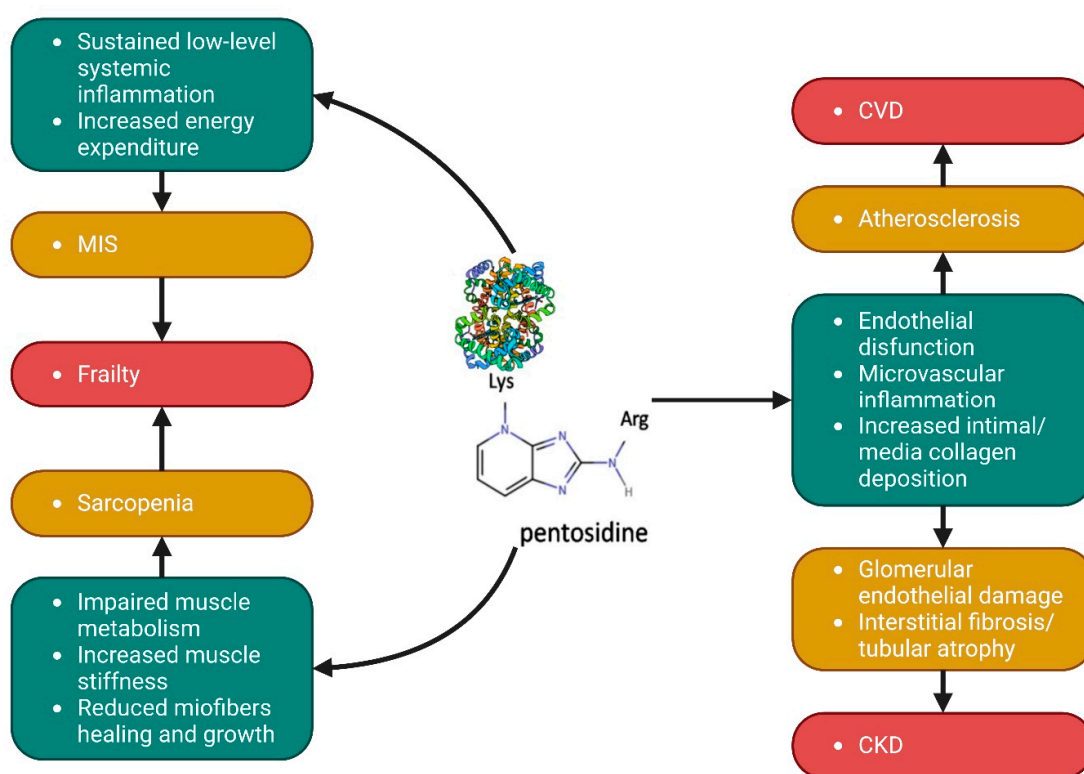 Sustained low-level
systemic
inflammation
Increased energy
expenditure
MIS
Frailty
Sarcopenia
Impaired muscle
metabolism
Increased muscle
stiffness
Reduced miofibers
healing and growth
Lys
N
N
N
Arg
N
H
pentosidine
CVD
Atherosclerosis
Endothelial
disfunction
Microvascular
inflammation
Increased intimal/
media collagen
deposition
Glomerular
endothelial damage
Interstitial fibrosis/
tubular atrophy
CKD